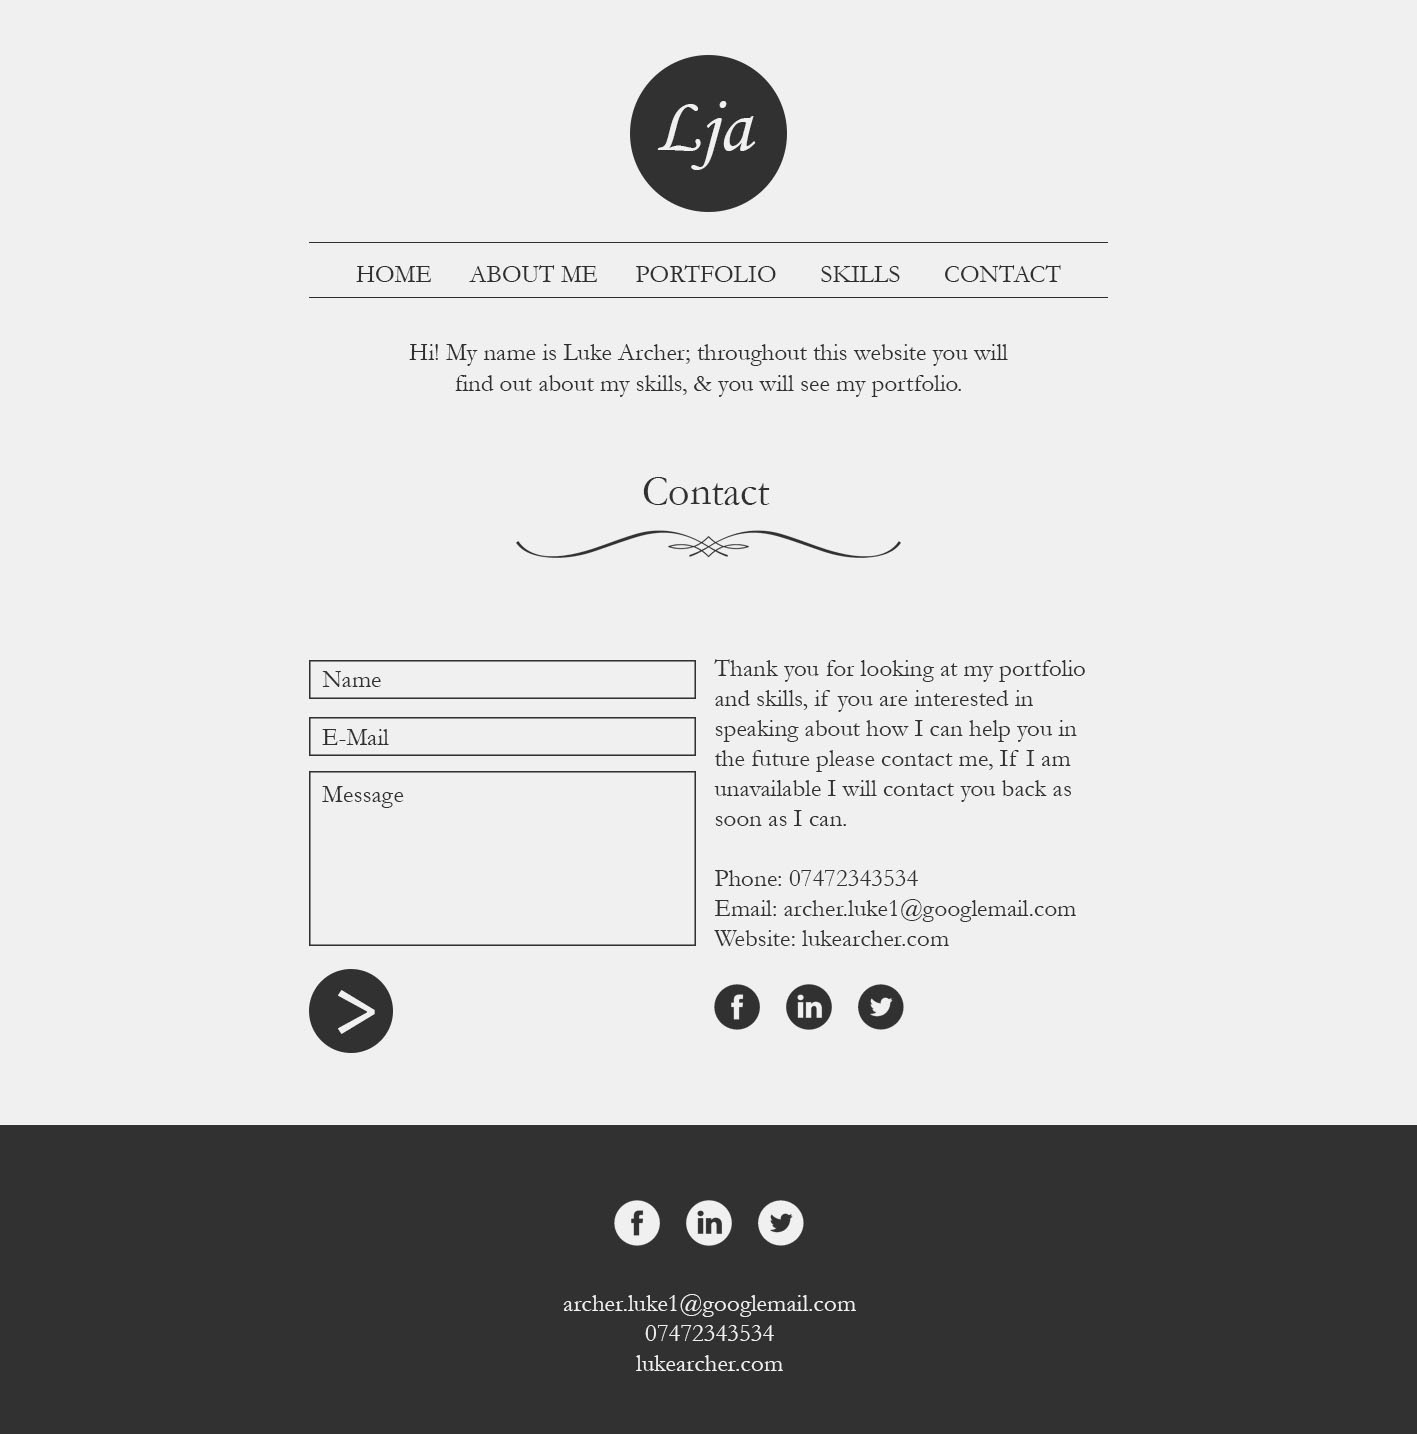 Lja
HOME ABOUT ME PORTFOLIO SKILLS CONTACT
Hi! My name is Luke Archer; throughout this website you will
find out about my skills, & you will see my portfolio.
Contact
Name
E-Mail
Message
>
Thank you for looking at my portfolio
and skills, if you are interested in
speaking about how I can help you in
the future please contact me, If I am
unavailable I will contact you back as
soon as I can.
Phone: 07472343534
Email: archer.luke1@googlemail.com
Website: lukearcher.com
f in
f in
archer.luke1@googlemail.com
07472343534
lukearcher.com